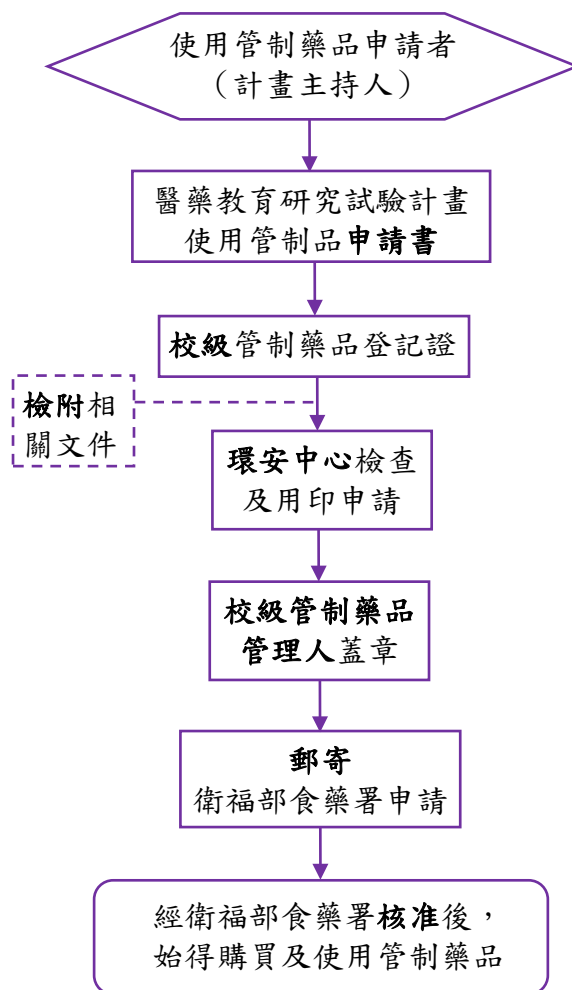 使用管制藥品申請者
（計畫主持人）
醫藥教育研究試驗計畫
使用管制品申請書
校級管制藥品登記證
檢附相
關文件
環安中心檢查
及用印申請
校級管制藥品
管理人蓋章
郵寄
衛福部食藥署申請
經衛福部食藥署核准後，
始得購買及使用管制藥品